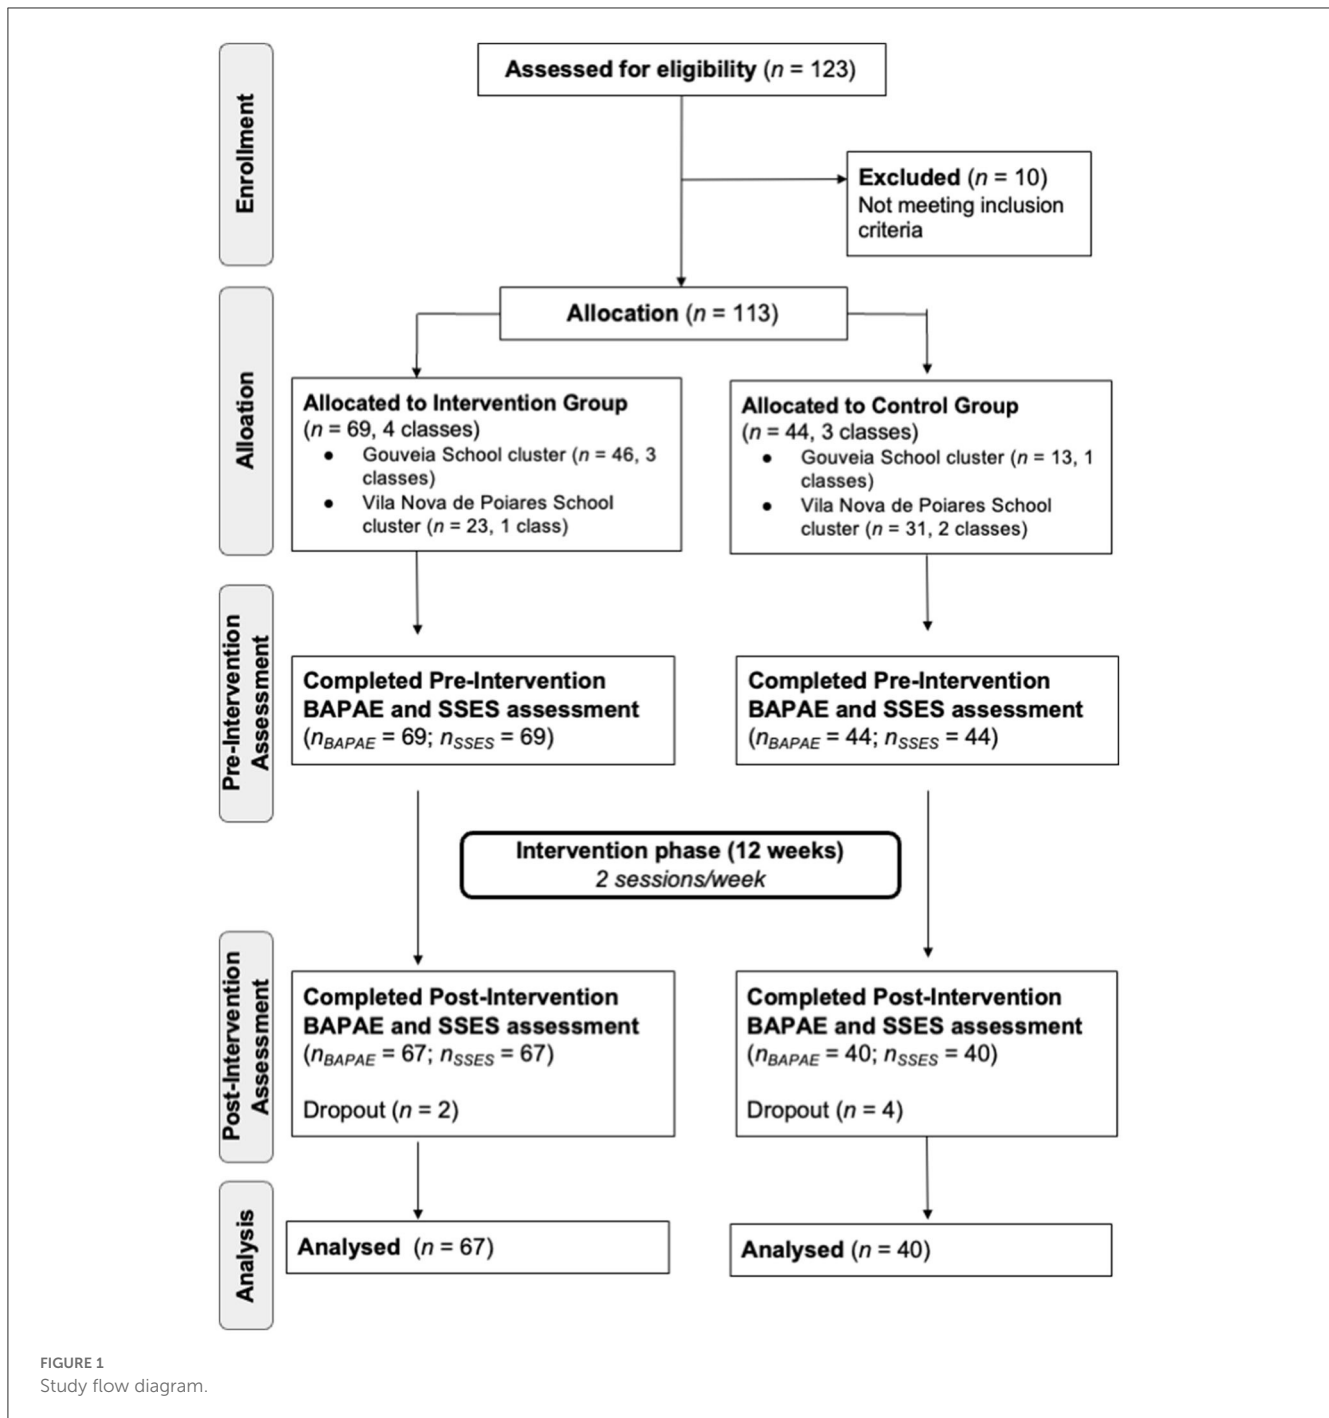 Enrollment
Assessed for eligibility (n = 123)
Excluded (n = 10)
Not meeting inclusion
criteria
Alloation
Allocation (n = 113)
Allocated to Intervention Group
(n = 69, 4 classes)
● Gouveia School cluster (n = 46, 3
classes)
● Vila Nova de Poiares School
cluster (n = 23, 1 class)
Allocated to Control Group
(n = 44, 3 classes)
● Gouveia School cluster (n = 13, 1
classes)
● Vila Nova de Poiares School
cluster (n = 31, 2 classes)
Pre-Intervention
Assessment
Completed Pre-Intervention
BAPAE and SSES assessment
(nBAPAE = 69; nSSES = 69)
Completed Pre-Intervention
BAPAE and SSES assessment
(nBAPAE = 44; nSSES = 44)
Intervention phase (12 weeks)
2 sessions/week
Post-Intervention
Assessment
Completed Post-Intervention
BAPAE and SSES assessment
(nBAPAE = 67; nSSES = 67)
Dropout (n = 2)
Completed Post-Intervention
BAPAE and SSES assessment
(nBAPAE = 40; nSSES = 40)
Dropout (n = 4)
Analysis
Analysed (n = 67)
Analysed (n = 40)
FIGURE 1
Study flow diagram.